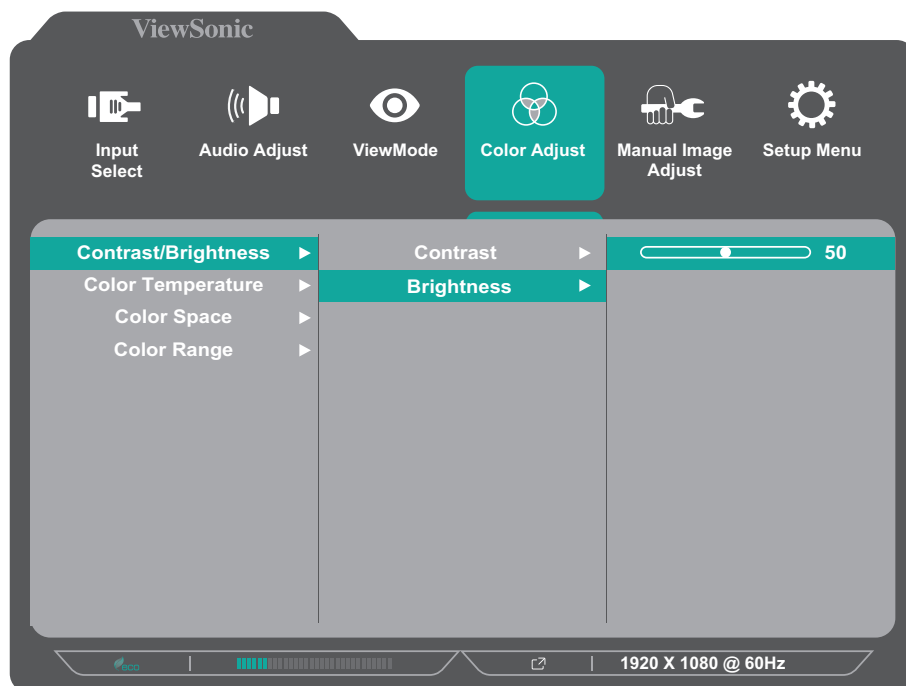 ViewSonic
Input
Select
Audio Adjust
ViewMode
Color Adjust
Manual Image
Adjust
Setup Menu
Contrast/Brightness
Contrast
50
Color Temperature
Brightness
Color Space
Color Range
eco
1920 X 1080 @ 60Hz